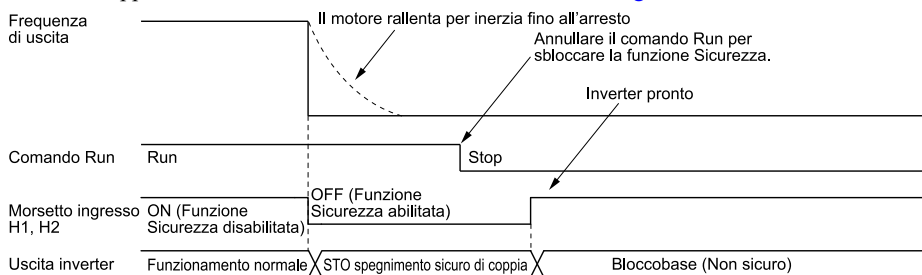 Frequenza
di uscita
Il motore rallenta per inerzia fino all'arresto
Annullare il comando Run per
sbloccare la funzione Sicurezza.
Inverter pronto
Comando Run
Run
Stop
Morsetto ingresso
H1, H2
ON (Funzione
Sicurezza disabilitata)
OFF (Funzione
Sicurezza abilitata)
Uscita inverter
Funzionamento normale
STO spegnimento sicuro di coppia
Bloccobase (Non sicuro)